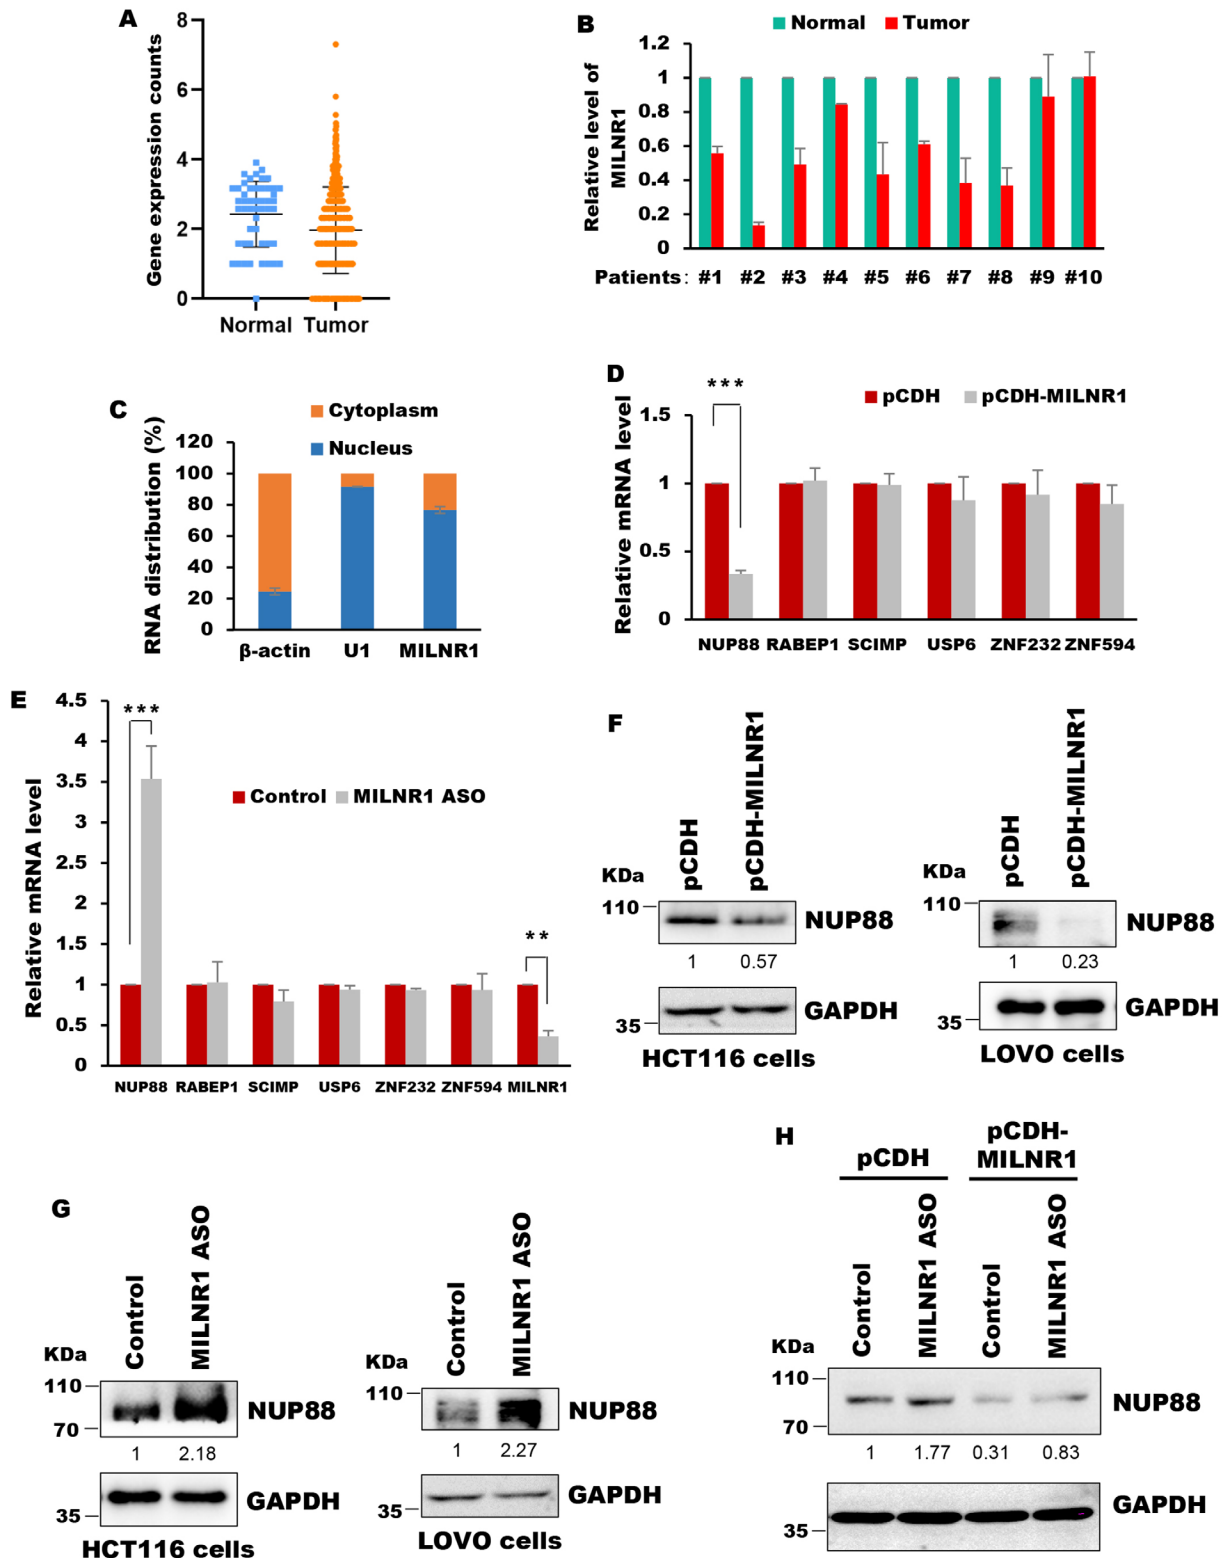 A
Gene expression counts
8
6
4
2
0
Normal Tumor
B
Normal Tumor
Relative level of
MILNR1
1.2
1
0.8
0.6
0.4
0.2
0
Patients: #1 #2 #3 #4 #5 #6 #7 #8 #9 #10
C
Cytoplasm
Nucleus
RNA distribution (%)
120
100
80
60
40
20
0
β-actin U1 MILNR1
D
***
pCDH pCDH-MILNR1
Relative mRNA level
1.5
1
0.5
0
NUP88 RABEP1 SCIMP USP6 ZNF232 ZNF594
E
***
**
Control MILNR1 ASO
Relative mRNA level
4.5
4
3.5
3
2.5
2
1.5
1
0.5
0
NUP88 RABEP1 SCIMP USP6 ZNF232 ZNF594 MILNR1
F
pCDH
pCDH-MILNR1
KDa
110
NUP88
1 0.57
35
GAPDH
HCT116 cells
pCDH
pCDH-MILNR1
KDa
110
NUP88
1 0.23
35
GAPDH
LOVO cells
G
Control
MILNR1 ASO
KDa
110
70
NUP88
1 2.18
35
GAPDH
HCT116 cells
Control
MILNR1 ASO
KDa
110
NUP88
1 2.27
35
GAPDH
LOVO cells
H
pCDH
pCDH-
MILNR1
Control
MILNR1 ASO
Control
MILNR1 ASO
KDa
110
70
NUP88
1 1.77 0.31 0.83
35
GAPDH